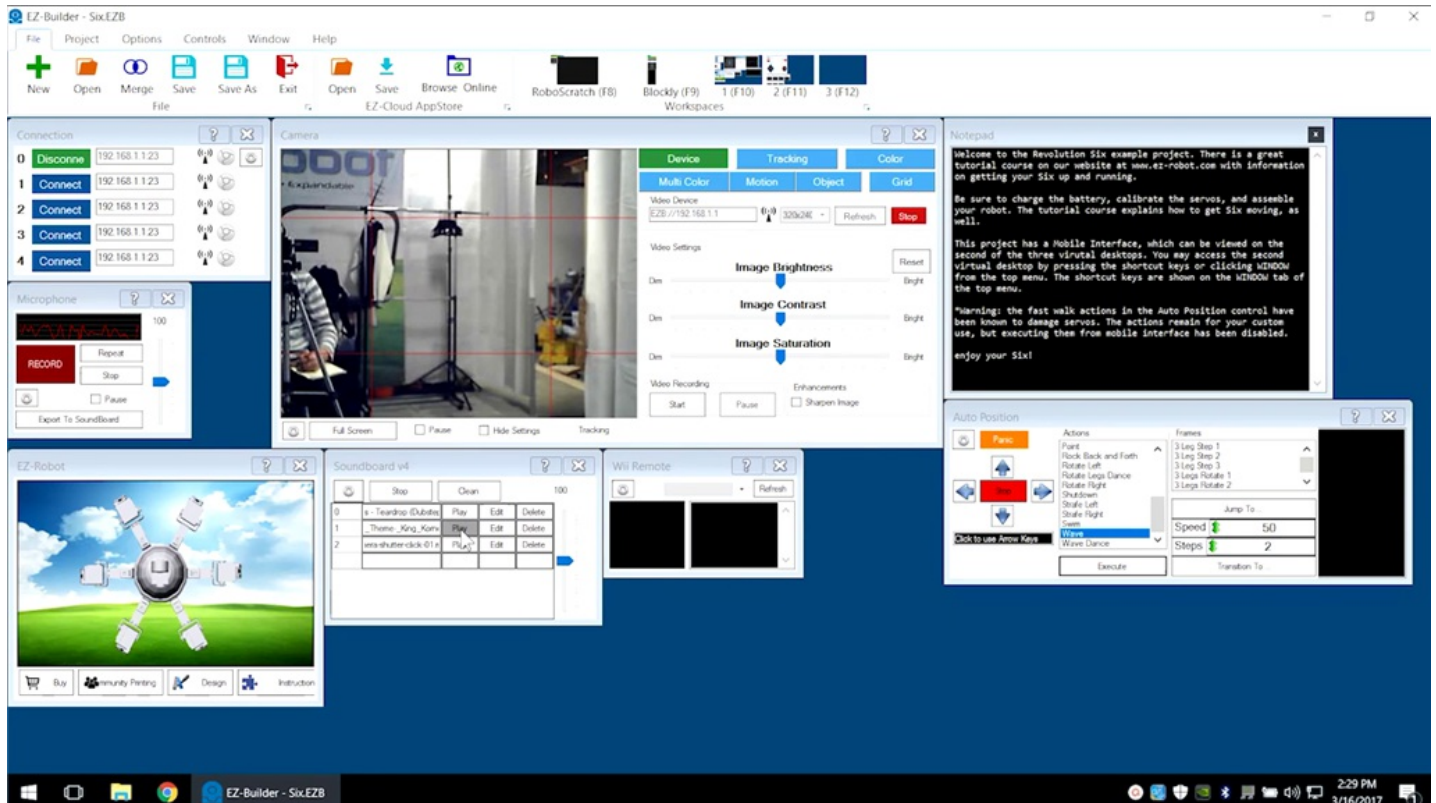 EZ-Builder - Six.EZB
File Project Options Controls Window Help
New Open Merge Save Save As Exit Open Save Browse Online RoboScratch (F8) Blockly (F9) 1 (F10) 2 (F11) 3 (F12)
File EZ-Cloud AppStore Workspaces
Connection
0 Disconne 192.168.1.1:23
1 Connect 192.168.1.1:23
2 Connect 192.168.1.1:23
3 Connect 192.168.1.1:23
4 Connect 192.168.1.1:23
Microphone
100
RECORD
Repeat
Stop
Pause
Export To SoundBoard
Camera
Expandable
Device Tracking Color
Multi Color Motion Object Grid
Video Device
EZB://192.168.1.1 320x24 Refresh Stop
Video Settings
Reset
Image Brightness
Dim Bright
Image Contrast
Dim Bright
Image Saturation
Dim Bright
Video Recording Enhancements
Start Pause Sharpen Image
Full Screen Pause Hide Settings Tracking
Notepad
Welcome to the Revolution Six example project. There is a great
tutorial course on our website at www.ez-robot.com with information
on getting your Six up and running.
Be sure to charge the battery, calibrate the servos, and assemble
your robot. The tutorial course explains how to get Six moving, as
well.
This project has a Mobile Interface, which can be viewed on the
second of the three virutal desktops. You may access the second
virtual desktop by pressing the shortcut keys or clicking WINDOW
from the top menu. The shortcut keys are shown on the WINDOW tab of
the top menu.
*Warning: the fast walk actions in the Auto Position control have
been known to damage servos. The actions remain for your custom
use, but executing them from mobile interface has been disabled.
enjoy your Six!
EZ-Robot
Buy mmunity Printing Design Instruction
Soundboard v4
Stop Clean 100
0 s - Teardrop (Dubste Play Edit Delete
1 _Theme_-_King_Kom Play Edit Delete
2 era-shutter-click-01 Play Edit Delete
Wii Remote
Refresh
Auto Position
Panic
Stop
Click to use Arrow Keys
Actions
Point
Rock Back and Forth
Rotate Left
Rotate Legs Dance
Rotate Right
Shutdown
Strafe Left
Strafe Right
Swim
Wave
Wave Dance
Execute
Frames
3 Leg Step 1
3 Leg Step 2
3 Leg Step 3
3 Legs Rotate 1
3 Legs Rotate 2
Jump To ...
Speed 50
Steps 2
Transition To ...
EZ-Builder - Six.EZB
2:29 PM
3/16/2017